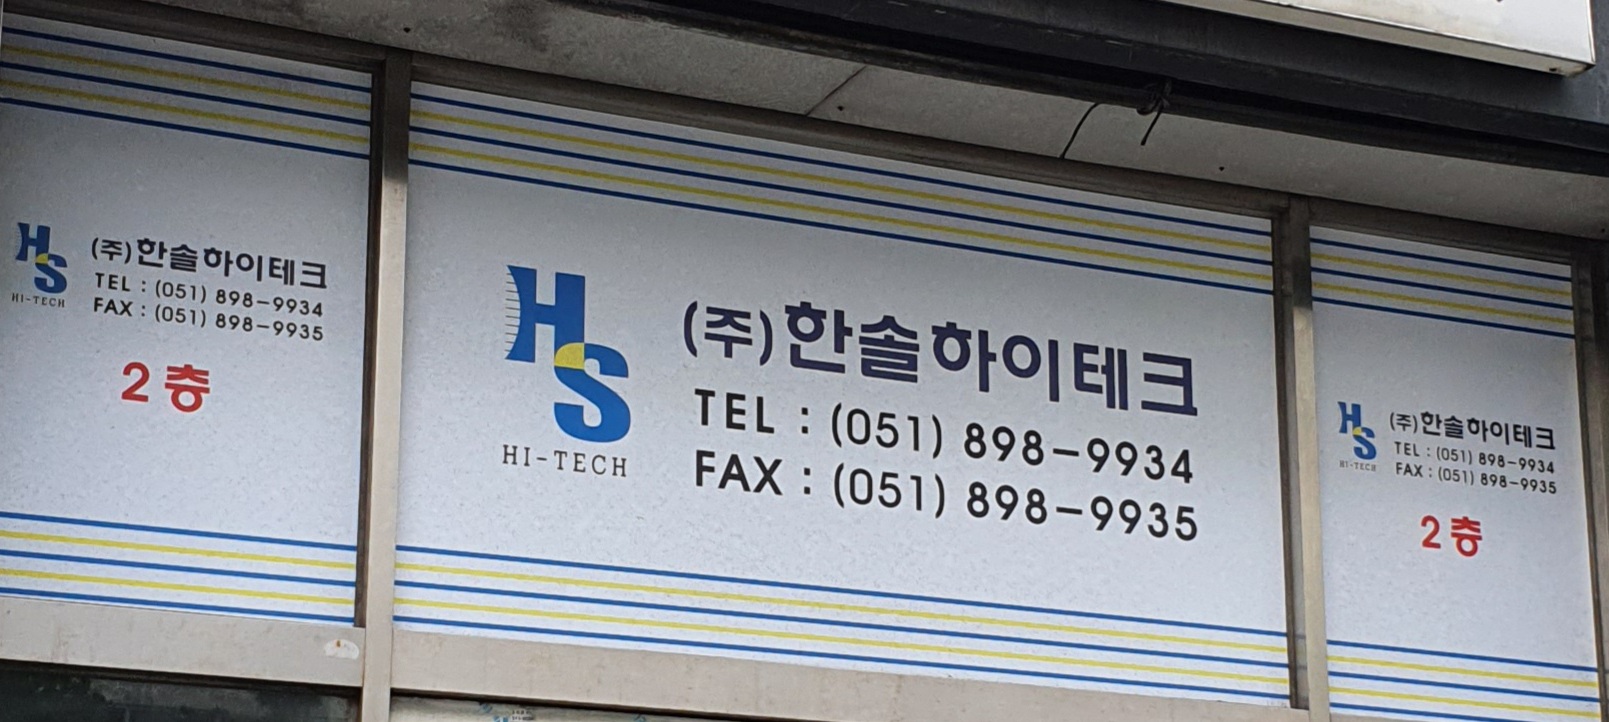 HS
HI-TECH
(주)한솔하이테크
TEL : (051) 898-9934
FAX : (051) 898-9935
2층
HS
HI-TECH
(주)한솔하이테크
TEL : (051) 898-9934
FAX : (051) 898-9935
HS
HI-TECH
(주)한솔하이테크
TEL : (051) 898-9934
FAX : (051) 898-9935
2층